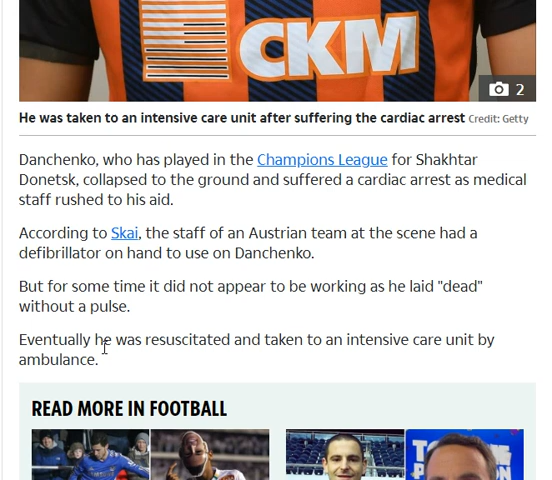 CKM
2
He was taken to an intensive care unit after suffering the cardiac arrest Credit: Getty
Danchenko, who has played in the Champions League for Shakhtar
Donetsk, collapsed to the ground and suffered a cardiac arrest as medical
staff rushed to his aid.
According to Skai, the staff of an Austrian team at the scene had a
defibrillator on hand to use on Danchenko.
But for some time it did not appear to be working as he laid "dead"
without a pulse.
Eventually he was resuscitated and taken to an intensive care unit by
ambulance.
READ MORE IN FOOTBALL